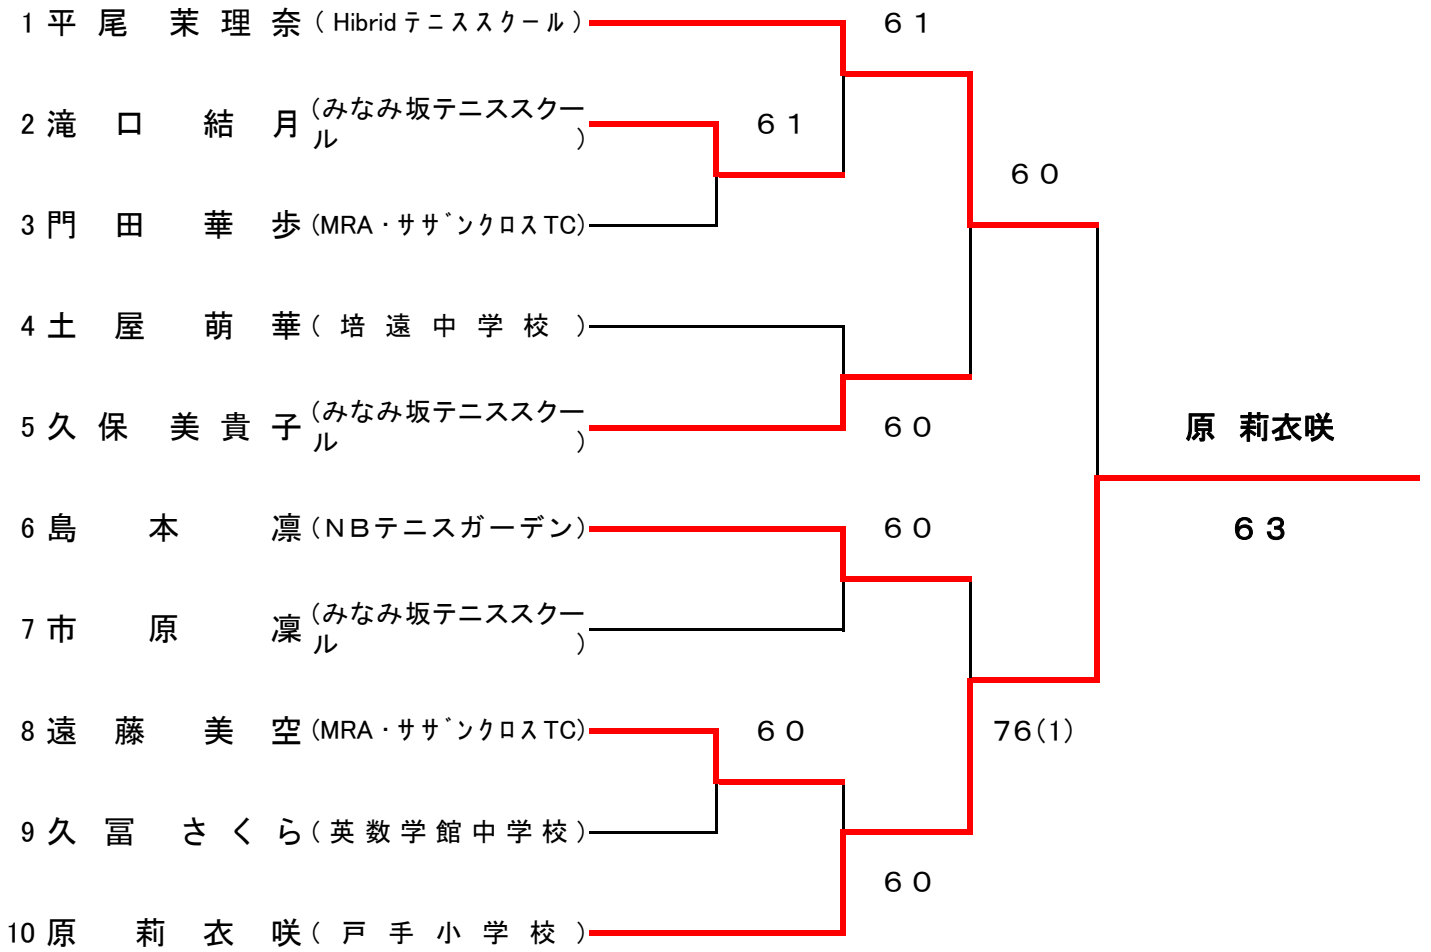 1 平尾 茉理奈 (Hibridテニススクール)
61
2 滝口 結月 (みなみ坂テニススクー
ル)
61
60
3 門田 華歩 (MRA・ｻｻﾞﾝｸﾛｽTC)
4 土屋 萌華 (培遠中学校)
5 久保 美貴子 (みなみ坂テニススクー
ル)
60
原 莉衣咲
6 島本 凛 (NBテニスガーデン)
60
63
7 市原 凜 (みなみ坂テニススクー
ル)
8 遠藤 美空 (MRA・ｻｻﾞﾝｸﾛｽTC)
60
76(1)
9 久冨 さくら (英数学館中学校)
60
10 原 莉衣咲 (戸手小学校)